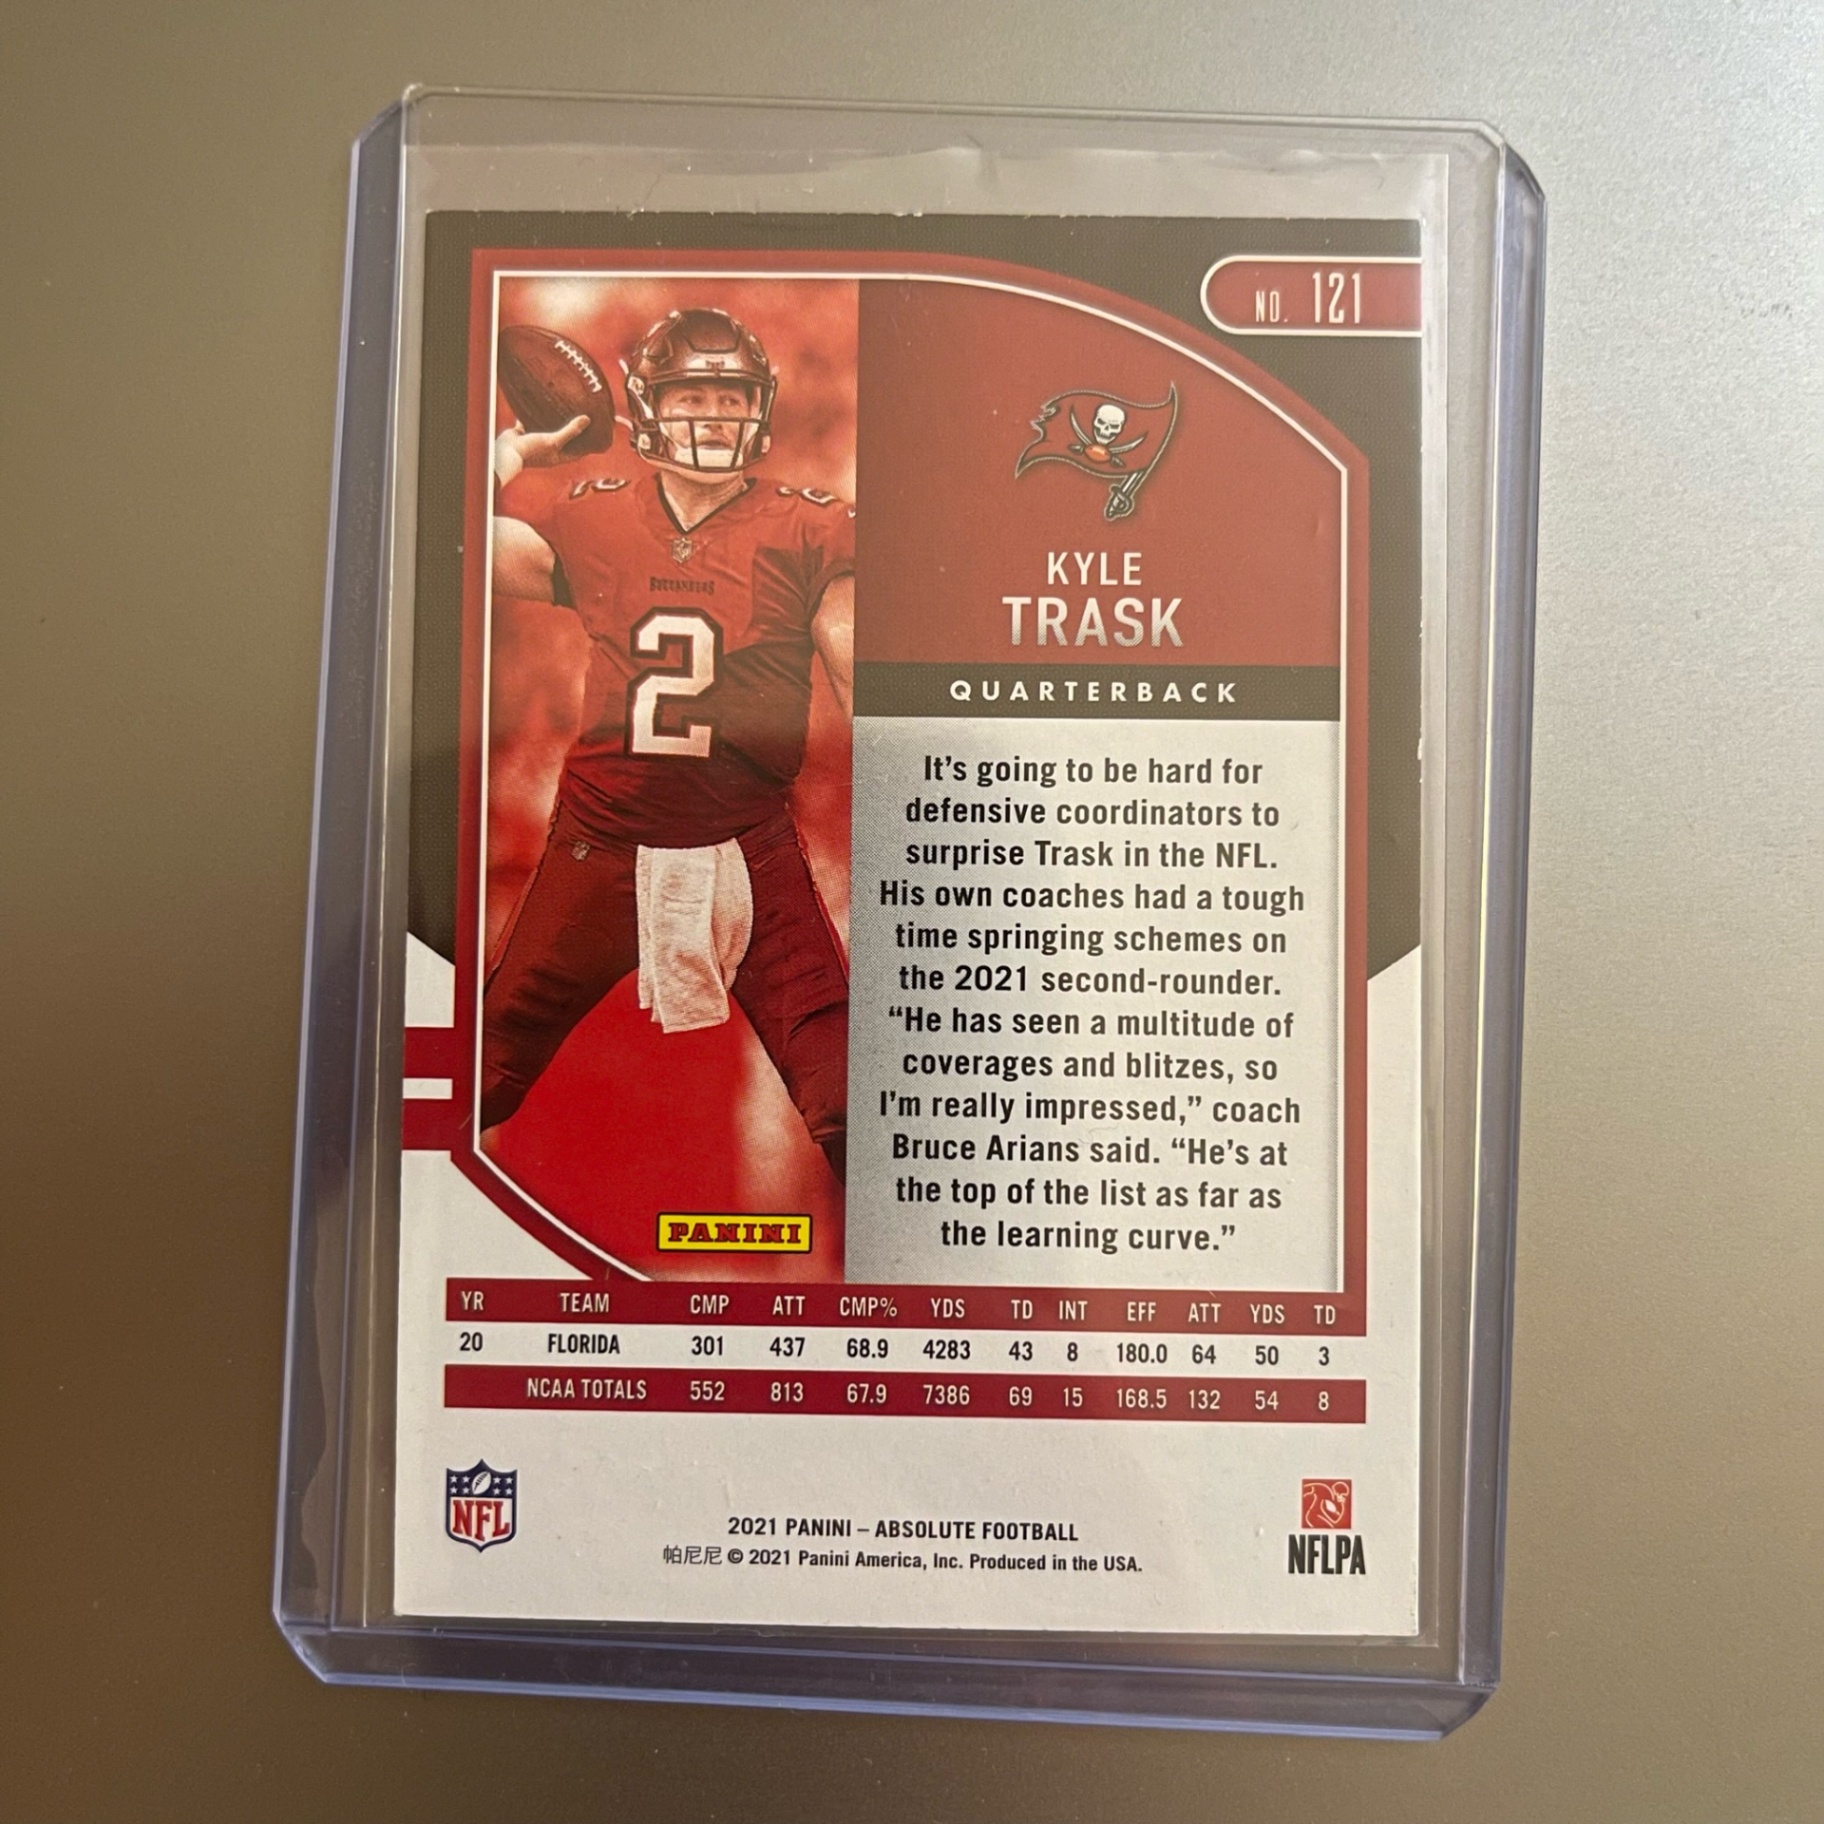 NO. 121
BUCCANEERS
2
2
2
KYLE
TRASK
QUARTERBACK
It's going to be hard for
defensive coordinators to
surprise Trask in the NFL.
His own coaches had a tough
time springing schemes on
the 2021 second-rounder.
“He has seen a multitude of
coverages and blitzes, so
I'm really impressed,” coach
Bruce Arians said. “He's at
the top of the list as far as
the learning curve.”
PANINI
YR TEAM CMP ATT CMP% YDS TD INT EFF ATT YDS TD
20 FLORIDA 301 437 68.9 4283 43 8 180.0 64 50 3
NCAA TOTALS 552 813 67.9 7386 69 15 168.5 132 54 8
NFL
NFLPA
2021 PANINI – ABSOLUTE FOOTBALL
帕尼尼 © 2021 Panini America, Inc. Produced in the USA.